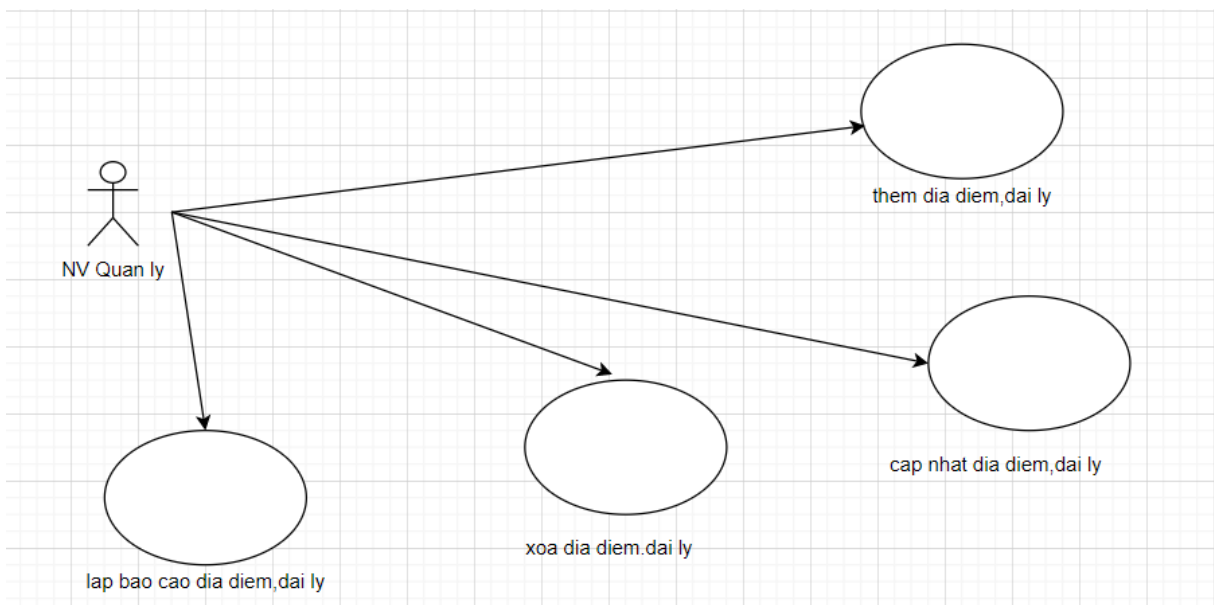 them dia diem,dai ly
NV Quan ly
cap nhat dia diem,dai ly
xoa dia diem.dai ly
lap bao cao dia diem,dai ly